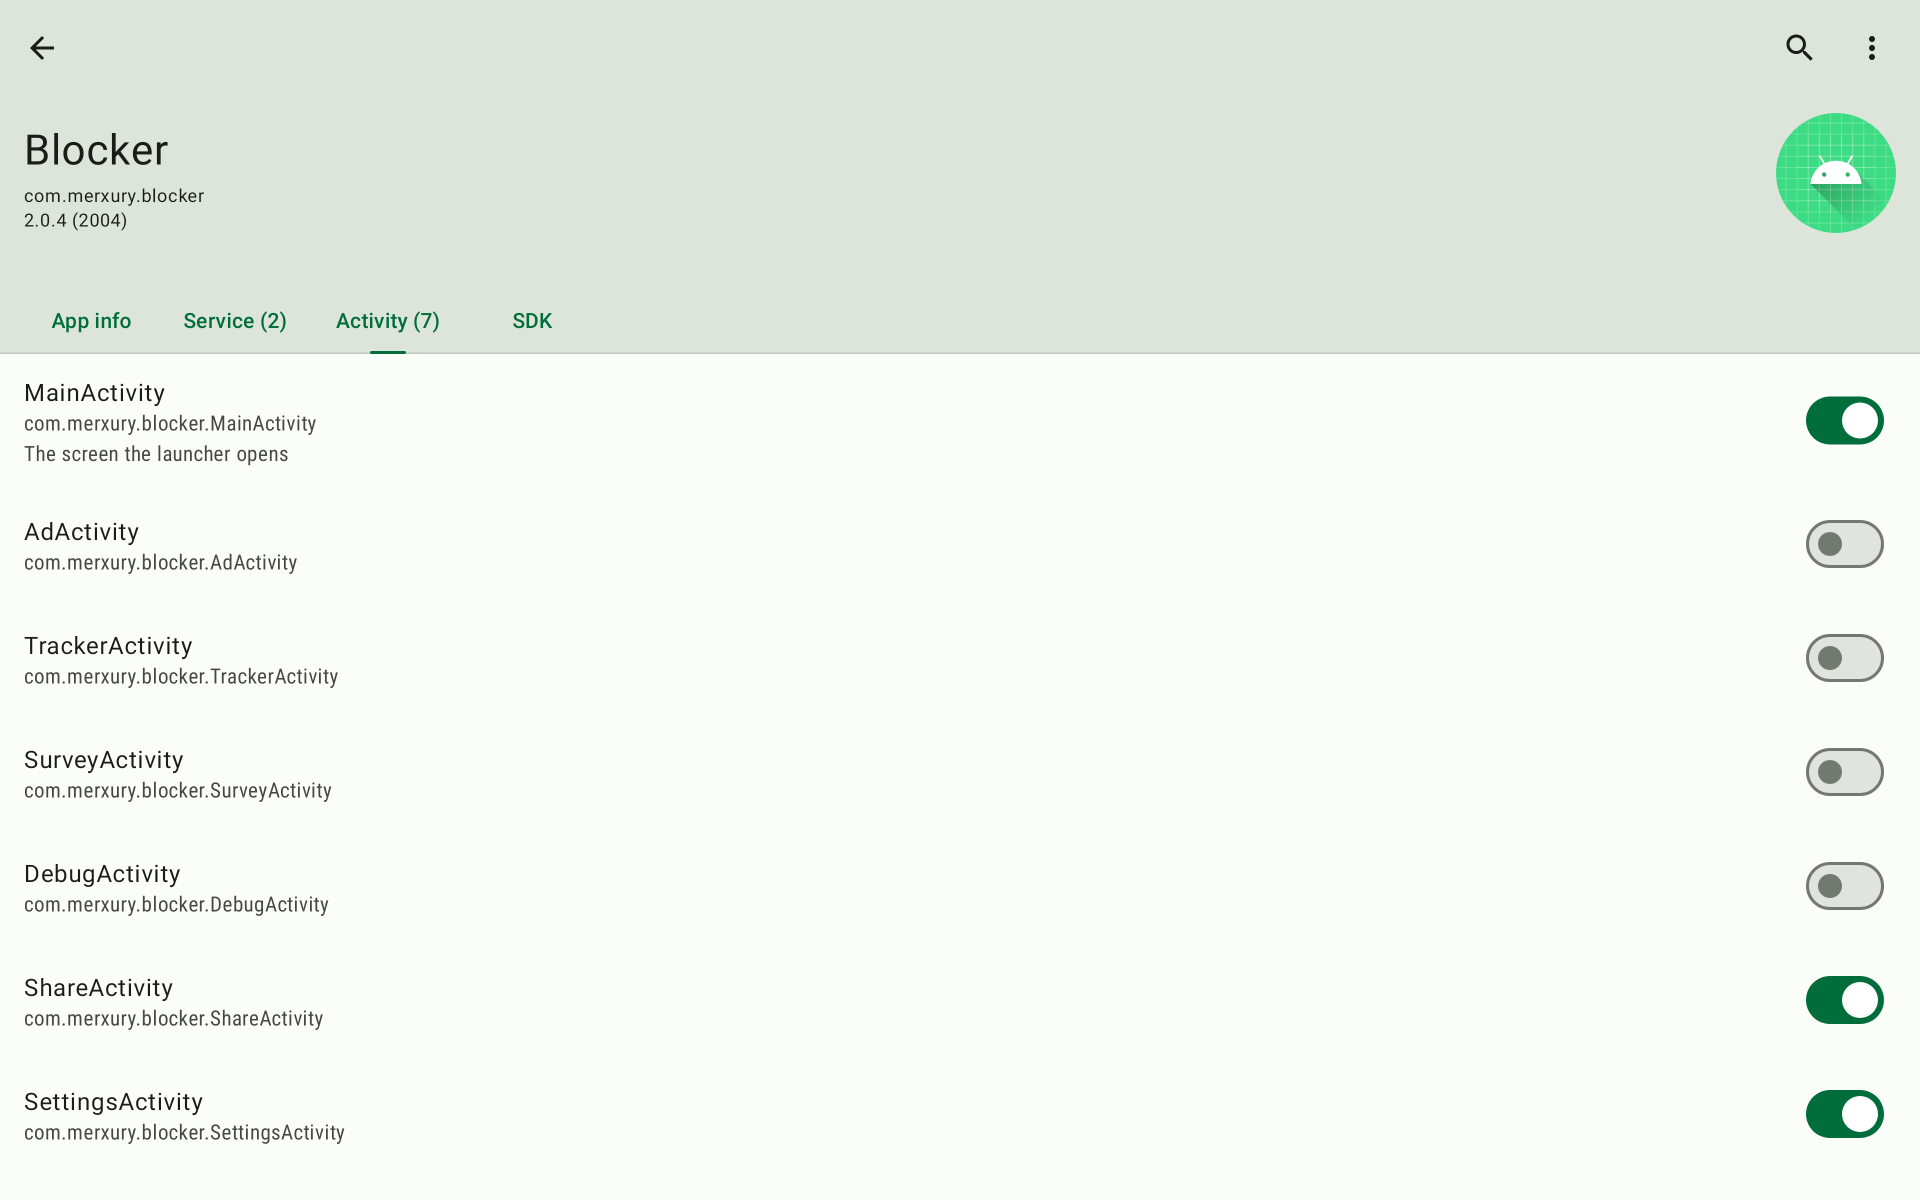 Blocker
com.merxury.blocker
2.0.4 (2004)
App info
Service (2)
Activity (7)
SDK
MainActivity
com.merxury.blocker.MainActivity
The screen the launcher opens
AdActivity
com.merxury.blocker.AdActivity
TrackerActivity
com.merxury.blocker.TrackerActivity
SurveyActivity
com.merxury.blocker.SurveyActivity
DebugActivity
com.merxury.blocker.DebugActivity
ShareActivity
com.merxury.blocker.ShareActivity
SettingsActivity
com.merxury.blocker.SettingsActivity